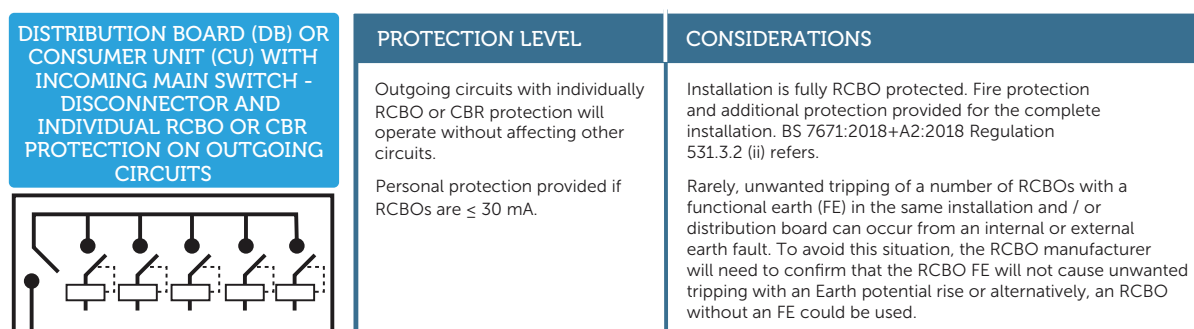 DISTRIBUTION BOARD (DB) OR
CONSUMER UNIT (CU) WITH
INCOMING MAIN SWITCH -
DISCONNECTOR AND
INDIVIDUAL RCBO OR CBR
PROTECTION ON OUTGOING
CIRCUITS
PROTECTION LEVEL
Outgoing circuits with individually
RCBO or CBR protection will
operate without affecting other
circuits.
Personal protection provided if
RCBOs are ≤ 30 mA.
CONSIDERATIONS
Installation is fully RCBO protected. Fire protection
and additional protection provided for the complete
installation. BS 7671:2018+A2:2018 Regulation
531.3.2 (ii) refers.
Rarely, unwanted tripping of a number of RCBOs with a
functional earth (FE) in the same installation and / or
distribution board can occur from an internal or external
earth fault. To avoid this situation, the RCBO manufacturer
will need to confirm that the RCBO FE will not cause unwanted
tripping with an Earth potential rise or alternatively, an RCBO
without an FE could be used.